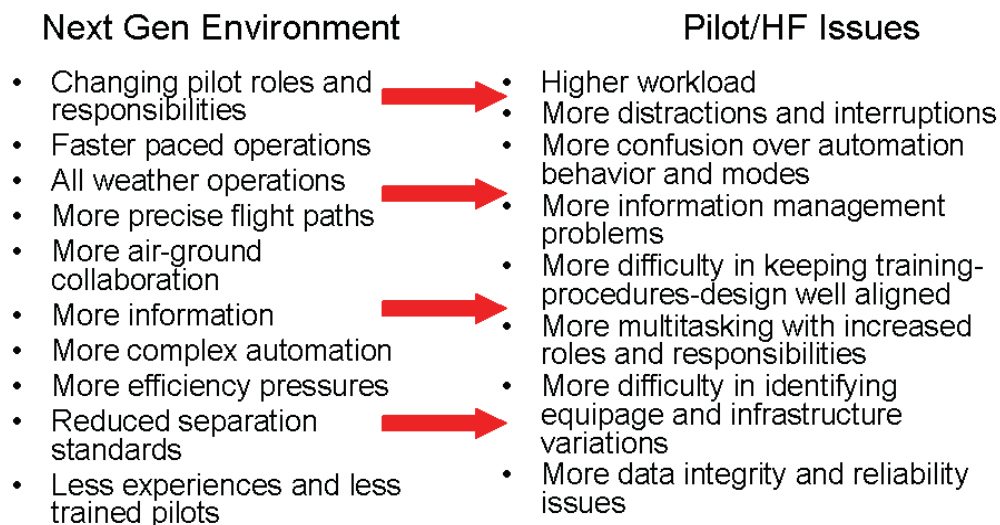 Next Gen Environment
• Changing pilot roles and
responsibilities
• Faster paced operations
• All weather operations
• More precise flight paths
• More air-ground
collaboration
• More information
• More complex automation
• More efficiency pressures
• Reduced separation
standards
• Less experiences and less
trained pilots
Pilot/HF Issues
• Higher workload
• More distractions and interruptions
• More confusion over automation
behavior and modes
• More information management
problems
• More difficulty in keeping training-
procedures-design well aligned
• More multitasking with increased
roles and responsibilities
• More difficulty in identifying
equipage and infrastructure
variations
• More data integrity and reliability
issues